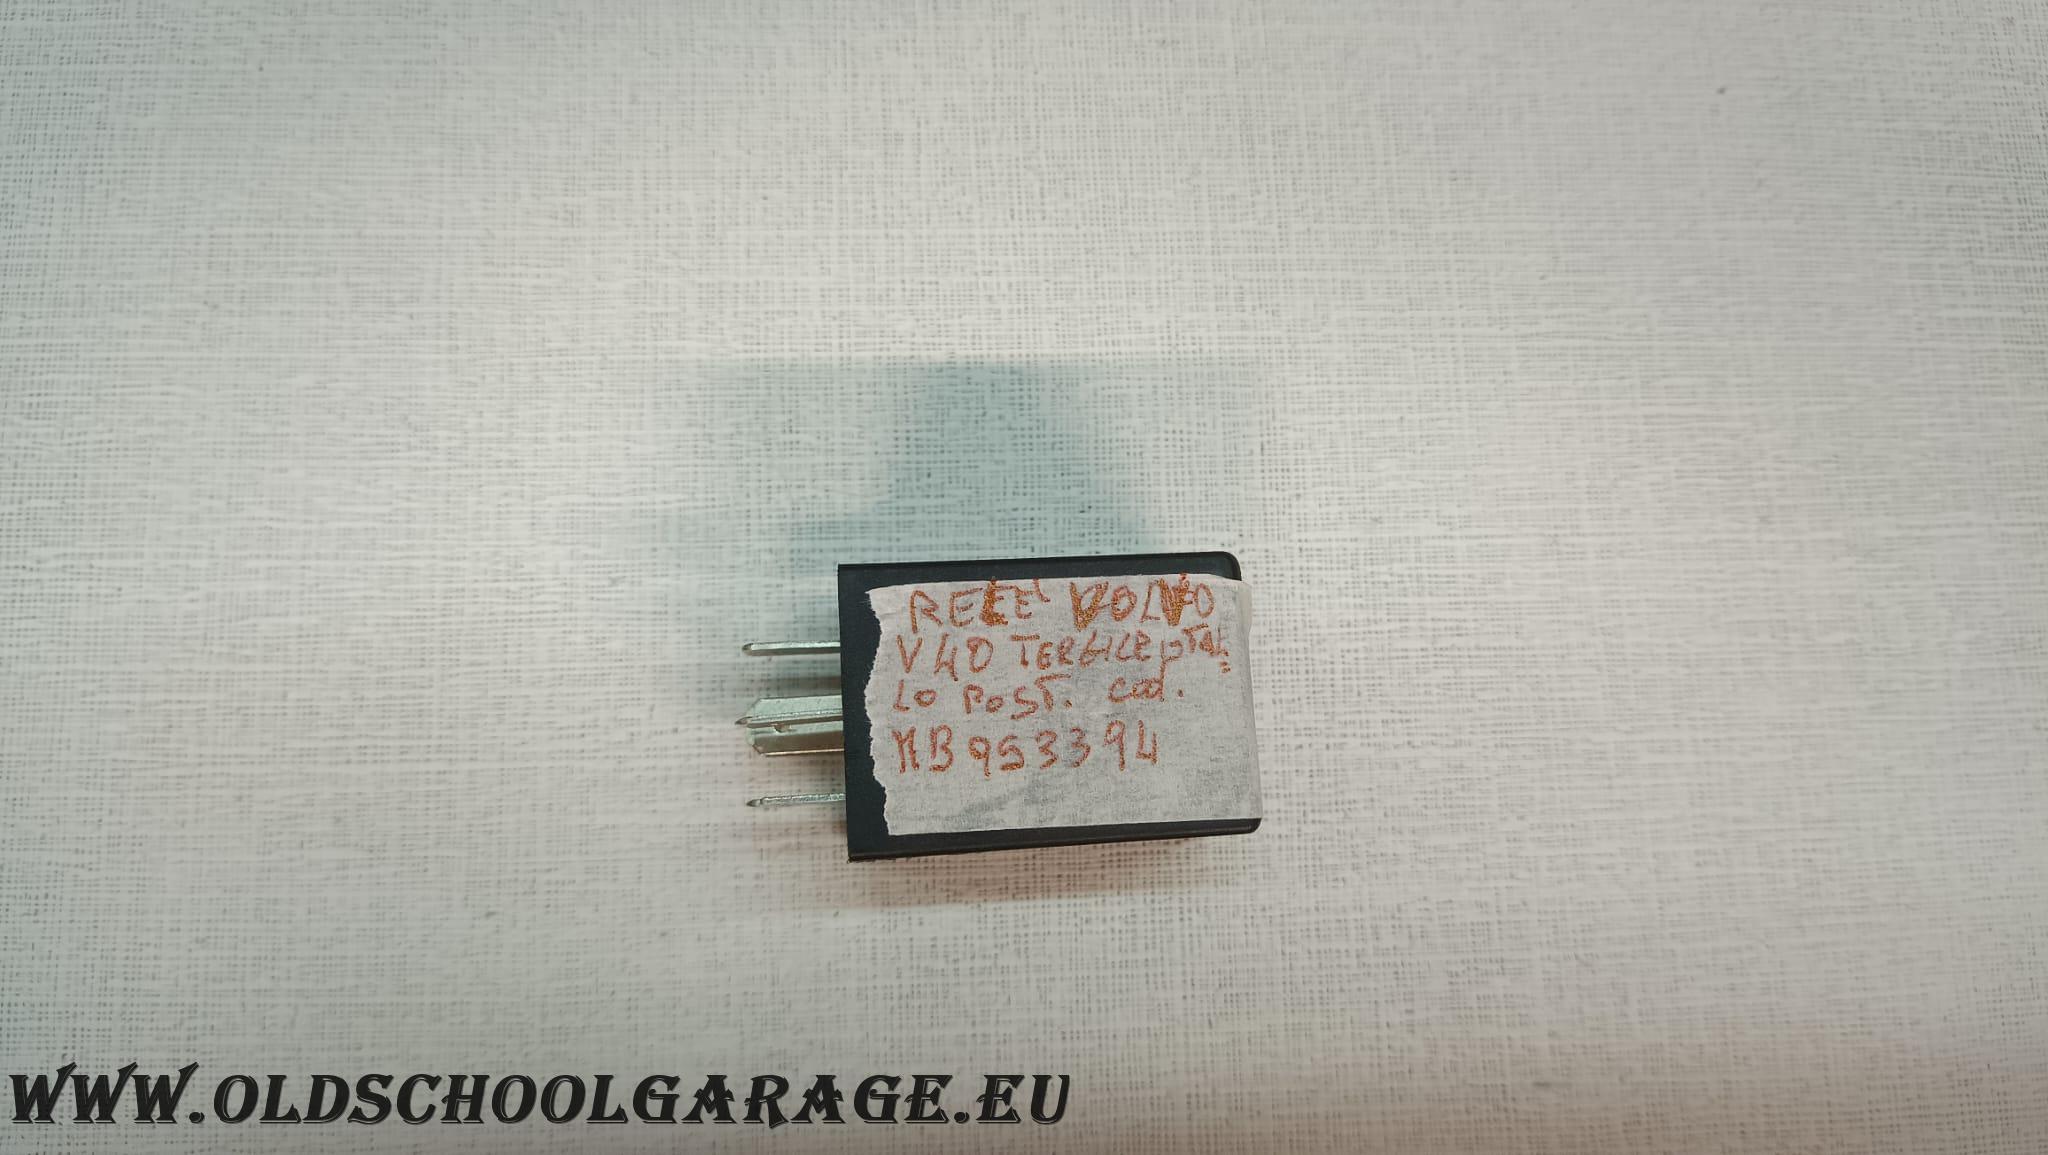 RELE' VOLVO
V40 TERGICRISTAL=
LO POST. cod.
MB953394
WWW.OLDSCHOOLGARAGE.EU